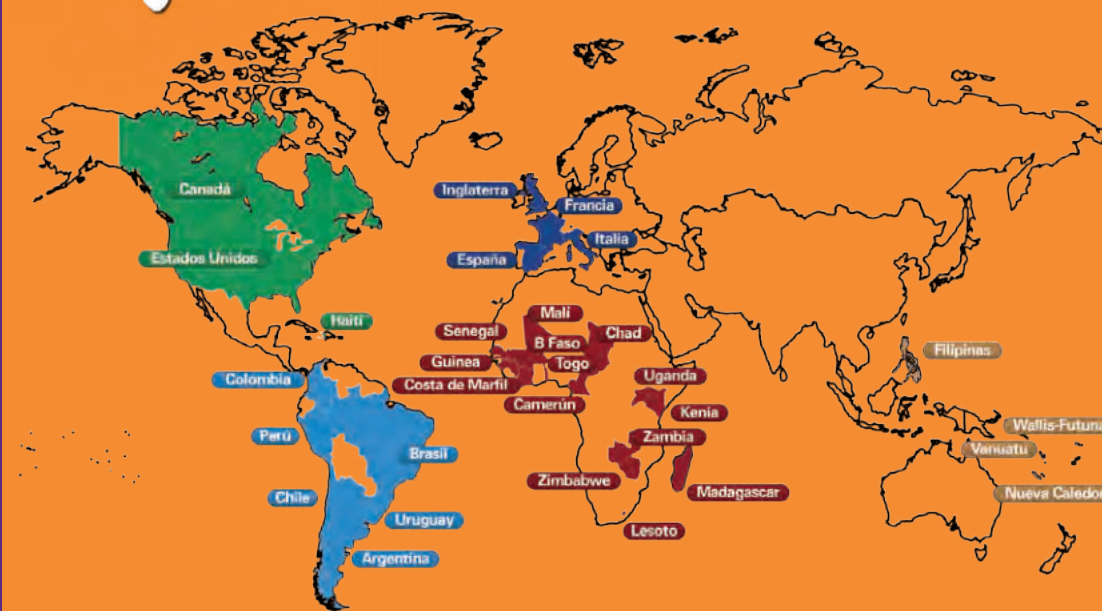 Canadá
Estados Unidos
Haití
Colombia
Perú
Brasil
Chile
Uruguay
Argentina
Inglaterra
Francia
Italia
España
Malí
Senegal
Chad
B Faso
Guinea
Togo
Costa de Marfil
Uganda
Camerún
Kenia
Zambia
Zimbabwe
Madagascar
Lesoto
Filipinas
Wallis-Futuna
Vanuatu
Nueva Caledon